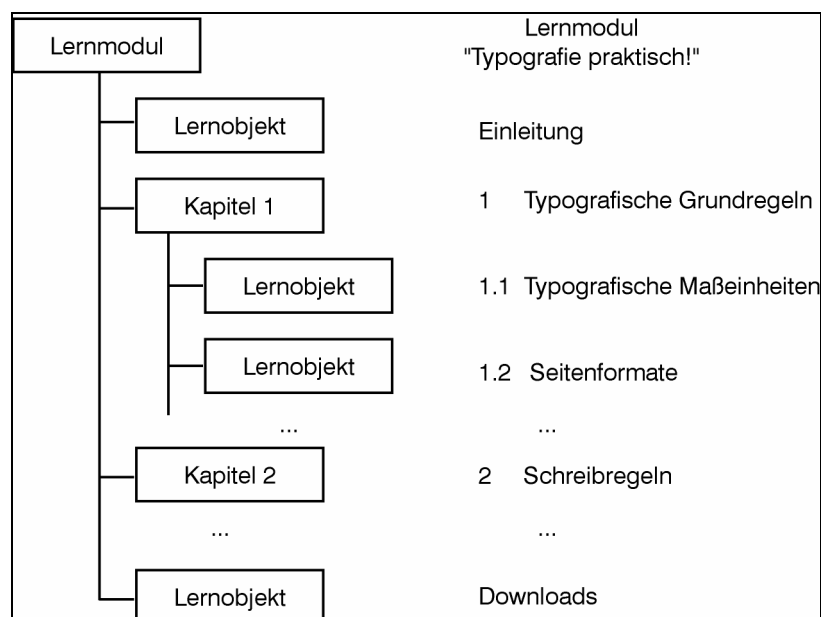 Lernmodul
Lernmodul
"Typografie praktisch!"
Lernobjekt
Einleitung
Kapitel 1
1 Typografische Grundregeln
Lernobjekt
1.1 Typografische Maßeinheiten
Lernobjekt
1.2 Seitenformate
...
...
Kapitel 2
2 Schreibregeln
...
...
Lernobjekt
Downloads